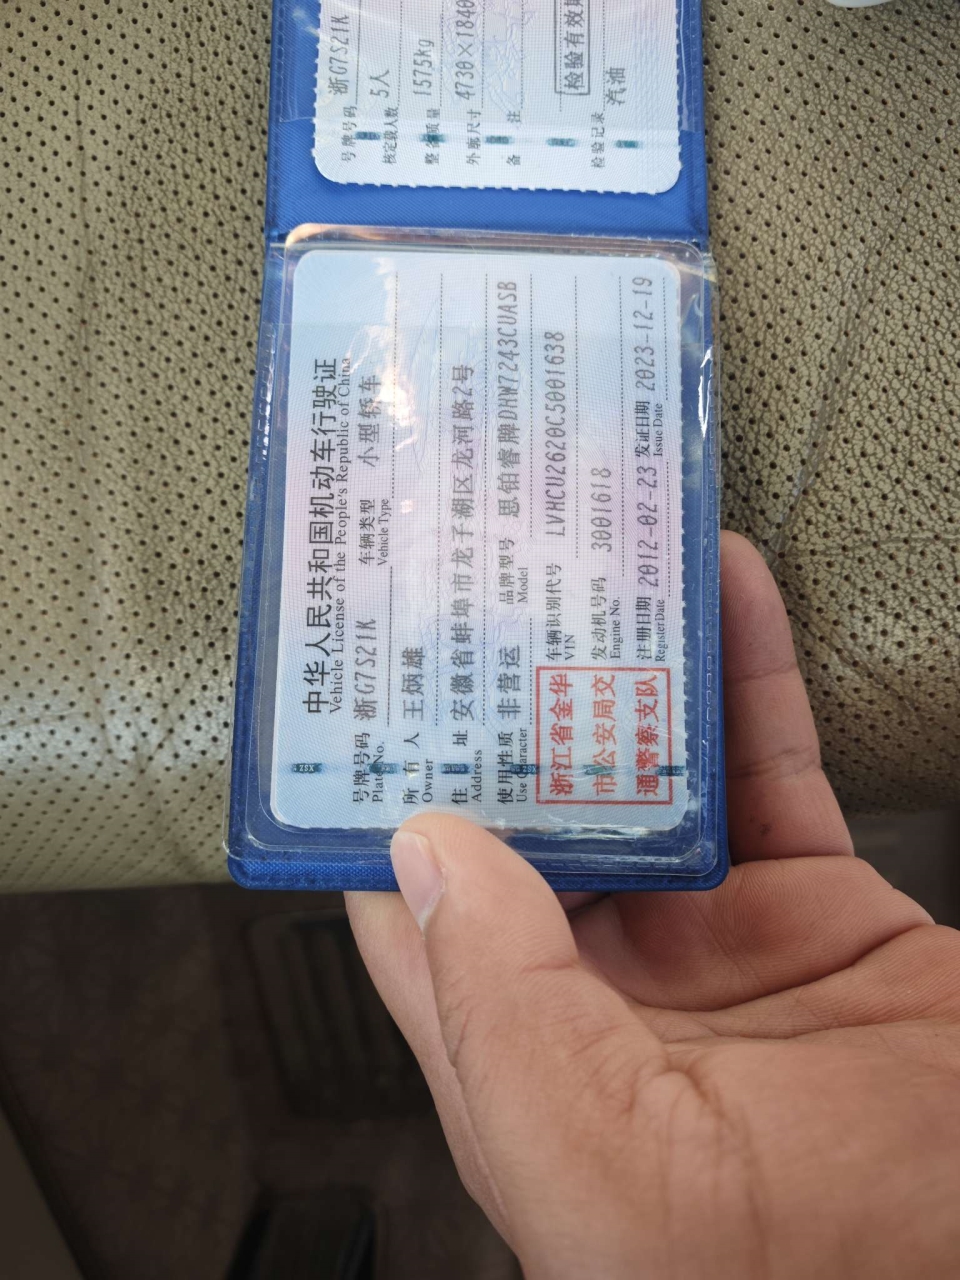 中华人民共和国机动车行驶证
Vehicle License of the People's Republic of China
号牌号码 浙G7S21K 车辆类型 小型轿车
Plate No. Vehicle Type
所有人 王炳雄
Owner
住址 安徽省蚌埠市龙子湖区龙河路2号
Address
使用性质 非营运 品牌型号 思铂睿牌DHW7243CUASB
Use Character Model
浙江省金华
市公安局交
通警察支队
车辆识别代号 LVHCU2620C5001638
VIN
发动机号码 3001618
Engine No.
注册日期 2012-02-23 发证日期 2023-12-19
Register Date Issue Date
号牌号码 浙G7S21K
核定载人数 5人
整备质量 1575kg
外廓尺寸 4730×1840
备注
检验有效期
检验记录 汽油